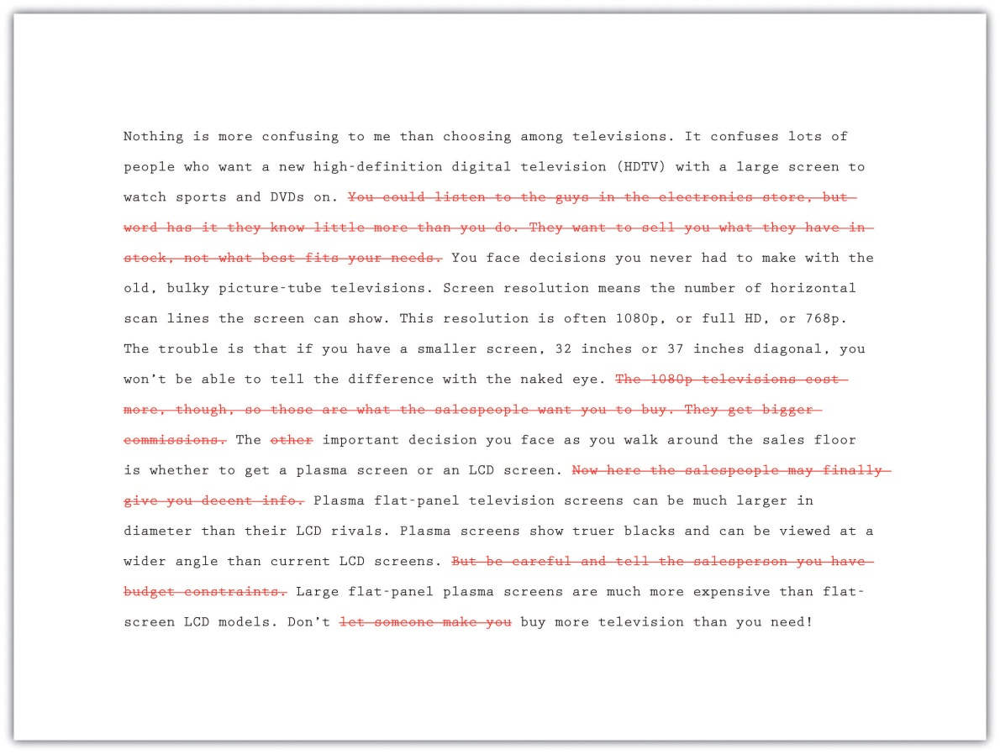 Nothing is more confusing to me than choosing among televisions. It confuses lots of
people who want a new high-definition digital television (HDTV) with a large screen to
watch sports and DVDs on. You could listen to the guys in the electronics store, but
word has it they know little more than you do. They want to sell you what they have in
stock, not what best fits your needs. You face decisions you never had to make with the
old, bulky picture-tube televisions. Screen resolution means the number of horizontal
scan lines the screen can show. This resolution is often 1080p, or full HD, or 768p.
The trouble is that if you have a smaller screen, 32 inches or 37 inches diagonal, you
won’t be able to tell the difference with the naked eye. The 1080p televisions cost
more, though, so those are what the salespeople want you to buy. They get bigger
commissions. The other important decision you face as you walk around the sales floor
is whether to get a plasma screen or an LCD screen. Now here the salespeople may finally
give you decent info. Plasma flat-panel television screens can be much larger in
diameter than their LCD rivals. Plasma screens show truer blacks and can be viewed at a
wider angle than current LCD screens. But be careful and tell the salesperson you have
budget constraints. Large flat-panel plasma screens are much more expensive than flat-
screen LCD models. Don’t let someone make you buy more television than you need!